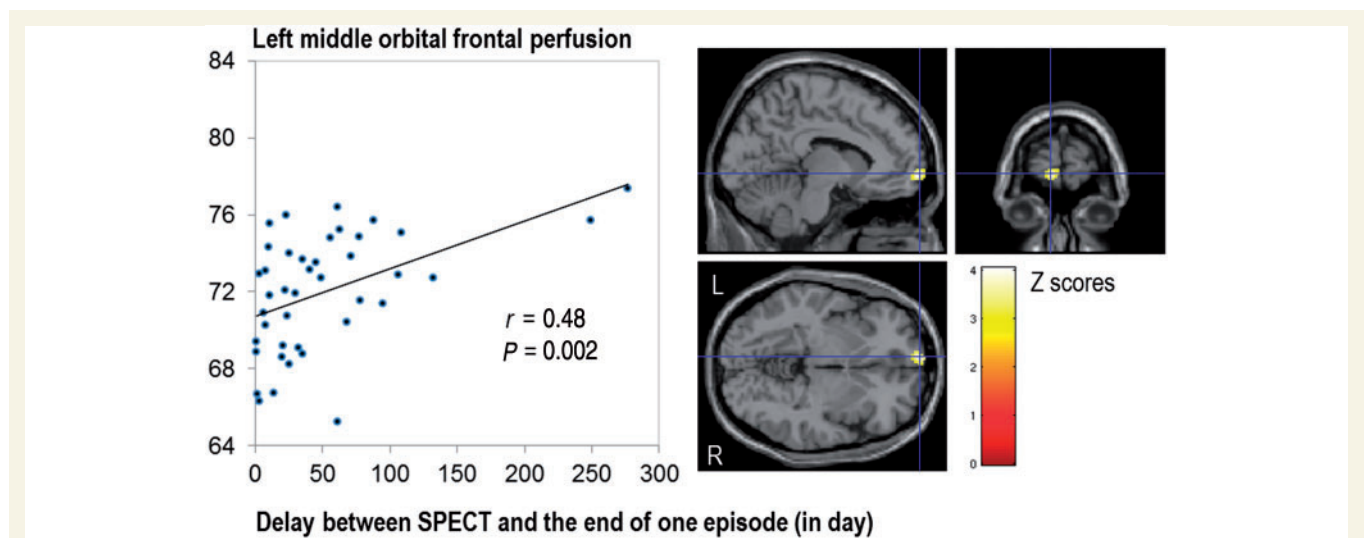 Left middle orbital frontal perfusion
84
80
76
72
68
64
0 50 100 150 200 250 300
r = 0.48
P = 0.002
Delay between SPECT and the end of one episode (in day)
L
R
4
3
2
1
0
Z scores